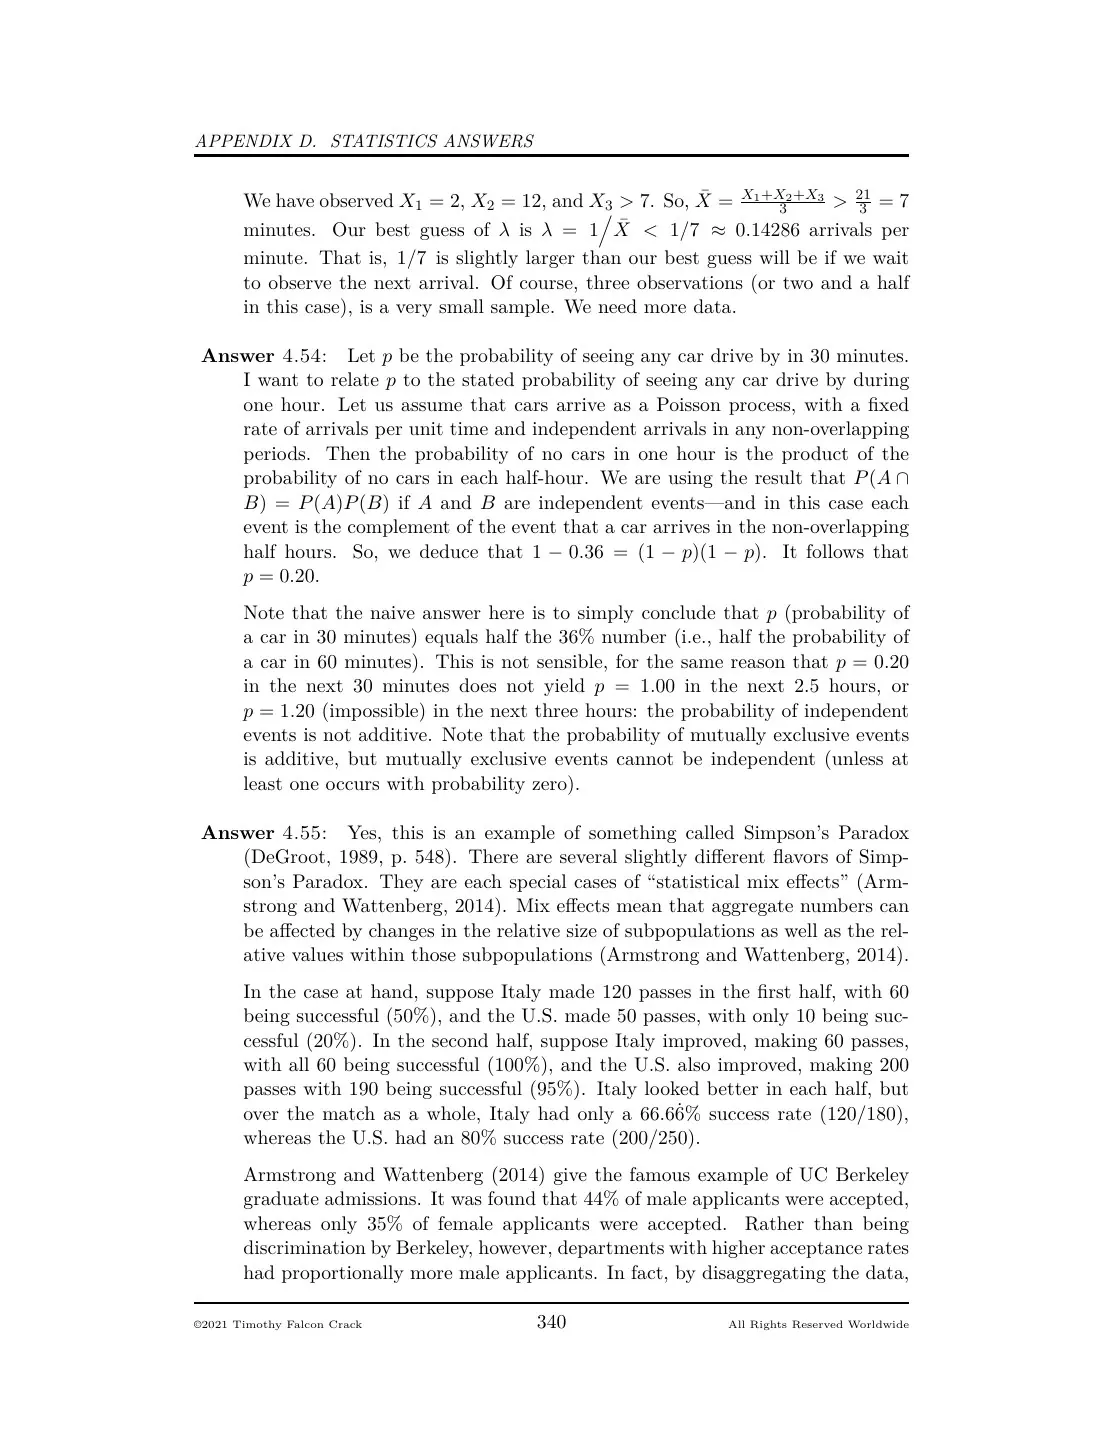 APPENDIX D. STATISTICS ANSWERS
We have observed X₁ = 2, X₂ = 12, and X₃ > 7. So, X̄ = (X₁+X₂+X₃)/3 > 21/3 = 7
minutes. Our best guess of λ is λ = 1/X̄ < 1/7 ≈ 0.14286 arrivals per
minute. That is, 1/7 is slightly larger than our best guess will be if we wait
to observe the next arrival. Of course, three observations (or two and a half
in this case), is a very small sample. We need more data.
Answer 4.54: Let p be the probability of seeing any car drive by in 30 minutes.
I want to relate p to the stated probability of seeing any car drive by during
one hour. Let us assume that cars arrive as a Poisson process, with a fixed
rate of arrivals per unit time and independent arrivals in any non-overlapping
periods. Then the probability of no cars in one hour is the product of the
probability of no cars in each half-hour. We are using the result that P(A ∩
B) = P(A)P(B) if A and B are independent events—and in this case each
event is the complement of the event that a car arrives in the non-overlapping
half hours. So, we deduce that 1 − 0.36 = (1 − p)(1 − p). It follows that
p = 0.20.
Note that the naive answer here is to simply conclude that p (probability of
a car in 30 minutes) equals half the 36% number (i.e., half the probability of
a car in 60 minutes). This is not sensible, for the same reason that p = 0.20
in the next 30 minutes does not yield p = 1.00 in the next 2.5 hours, or
p = 1.20 (impossible) in the next three hours: the probability of independent
events is not additive. Note that the probability of mutually exclusive events
is additive, but mutually exclusive events cannot be independent (unless at
least one occurs with probability zero).
Answer 4.55: Yes, this is an example of something called Simpson's Paradox
(DeGroot, 1989, p. 548). There are several slightly different flavors of Simp-
son's Paradox. They are each special cases of “statistical mix effects” (Arm-
strong and Wattenberg, 2014). Mix effects mean that aggregate numbers can
be affected by changes in the relative size of subpopulations as well as the rel-
ative values within those subpopulations (Armstrong and Wattenberg, 2014).
In the case at hand, suppose Italy made 120 passes in the first half, with 60
being successful (50%), and the U.S. made 50 passes, with only 10 being suc-
cessful (20%). In the second half, suppose Italy improved, making 60 passes,
with all 60 being successful (100%), and the U.S. also improved, making 200
passes with 190 being successful (95%). Italy looked better in each half, but
over the match as a whole, Italy had only a 66.66̇% success rate (120/180),
whereas the U.S. had an 80% success rate (200/250).
Armstrong and Wattenberg (2014) give the famous example of UC Berkeley
graduate admissions. It was found that 44% of male applicants were accepted,
whereas only 35% of female applicants were accepted. Rather than being
discrimination by Berkeley, however, departments with higher acceptance rates
had proportionally more male applicants. In fact, by disaggregating the data,
©2021 Timothy Falcon Crack 340 All Rights Reserved Worldwide